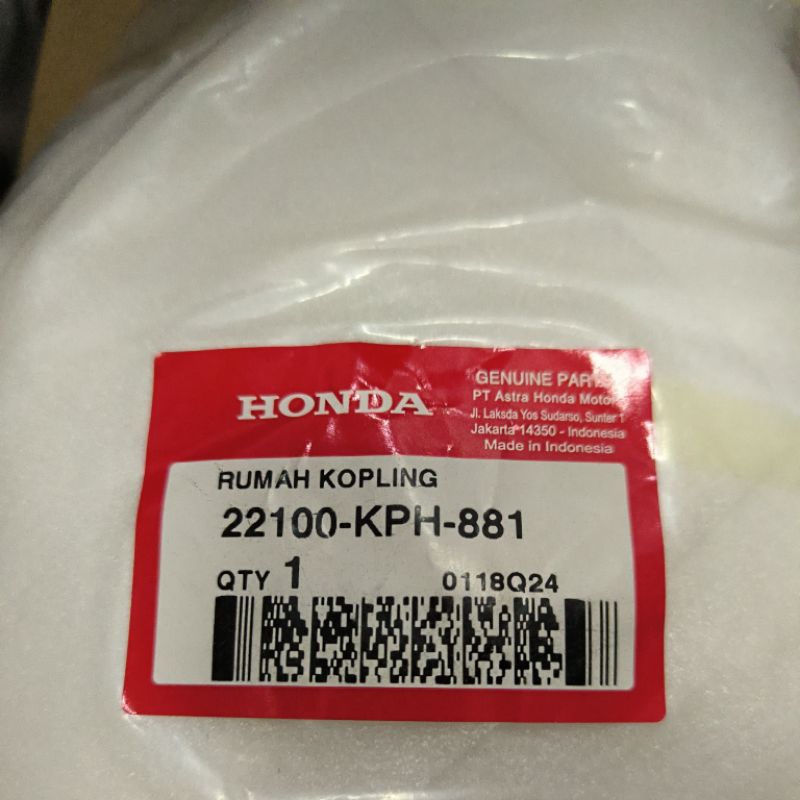 HONDA
GENUINE PARTS
PT Astra Honda Motor
Jl. Laksda Yos Sudarso, Sunter 1
Jakarta 14350 - Indonesia
Made in Indonesia
RUMAH KOPLING
22100-KPH-881
QTY 1
0118Q24